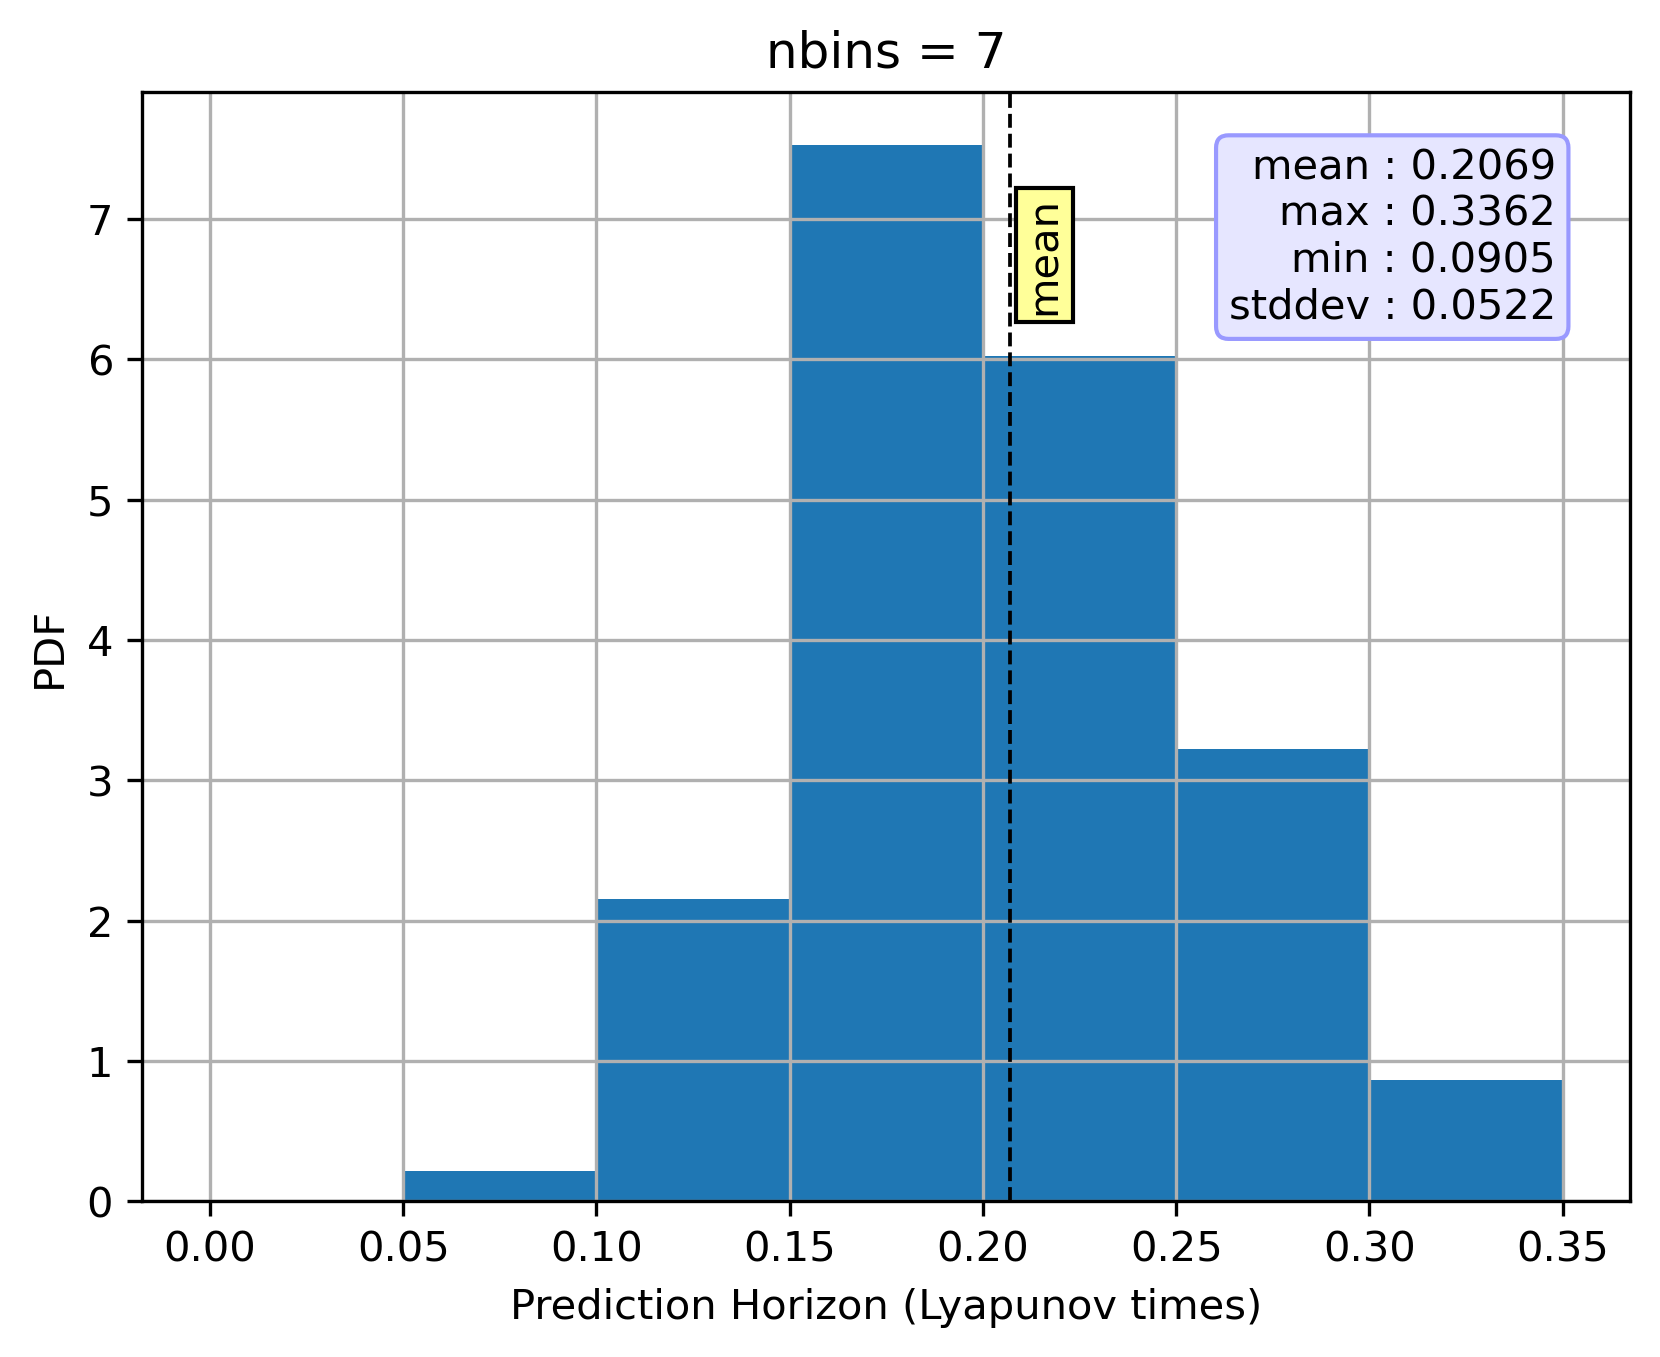 nbins = 7
mean : 0.2069
max : 0.3362
min : 0.0905
stddev : 0.0522
mean
PDF
7
6
5
4
3
2
1
0
0.00 0.05 0.10 0.15 0.20 0.25 0.30 0.35
Prediction Horizon (Lyapunov times)